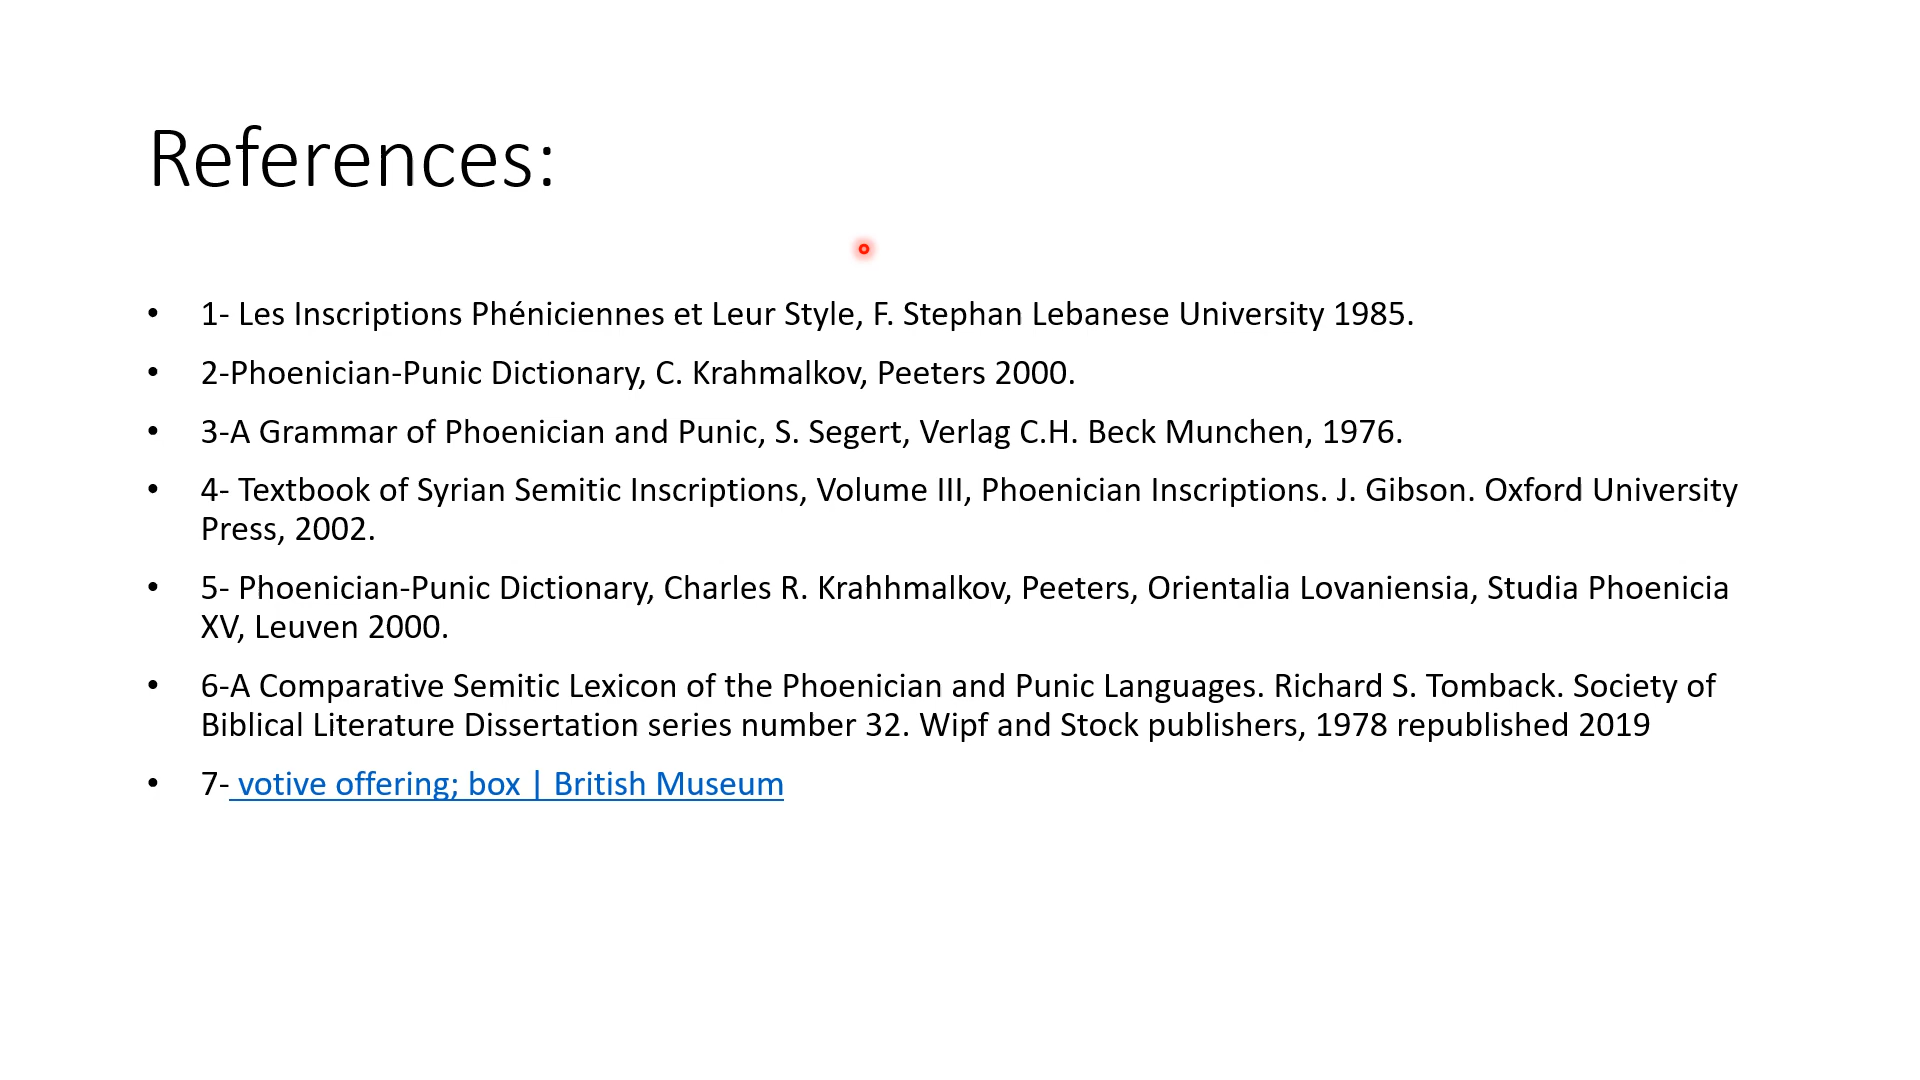 References:
• 1- Les Inscriptions Phéniciennes et Leur Style, F. Stephan Lebanese University 1985.
• 2-Phoenician-Punic Dictionary, C. Krahmalkov, Peeters 2000.
• 3-A Grammar of Phoenician and Punic, S. Segert, Verlag C.H. Beck Munchen, 1976.
• 4- Textbook of Syrian Semitic Inscriptions, Volume III, Phoenician Inscriptions. J. Gibson. Oxford University
Press, 2002.
• 5- Phoenician-Punic Dictionary, Charles R. Krahhmalkov, Peeters, Orientalia Lovaniensia, Studia Phoenicia
XV, Leuven 2000.
• 6-A Comparative Semitic Lexicon of the Phoenician and Punic Languages. Richard S. Tomback. Society of
Biblical Literature Dissertation series number 32. Wipf and Stock publishers, 1978 republished 2019
• 7- votive offering; box | British Museum